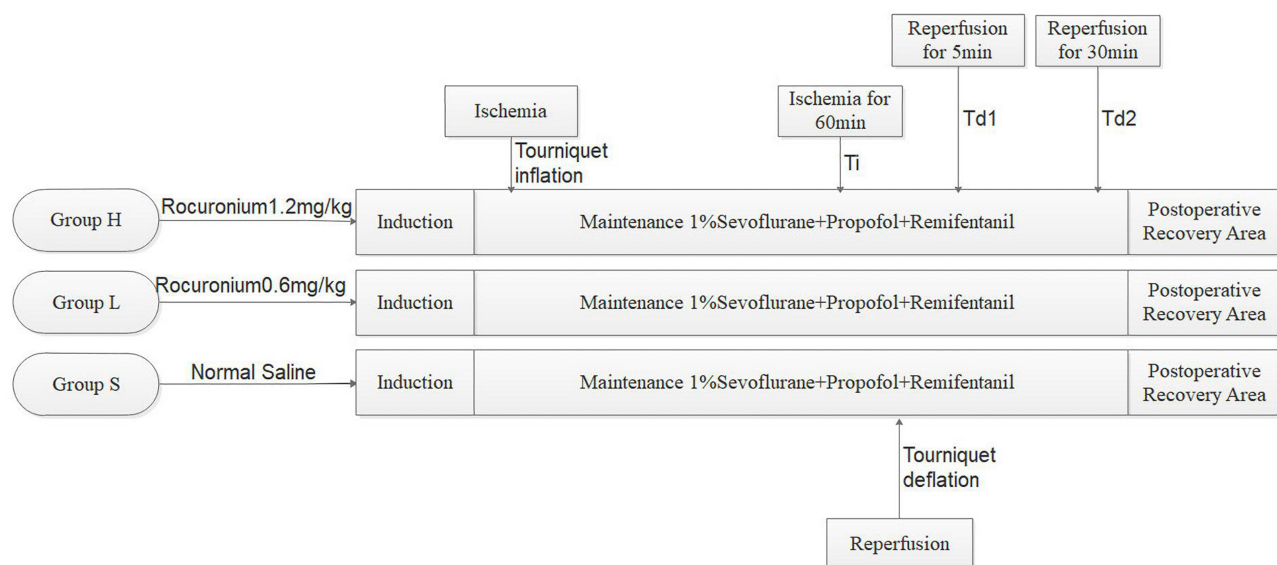 Reperfusion
for 5min
Reperfusion
for 30min
Ischemia
Ischemia for
60min
Td1
Td2
Tourniquet
inflation
Ti
Group H
Rocuronium1.2mg/kg
Induction
Maintenance 1%Sevoflurane+Propofol+Remifentanil
Postoperative
Recovery Area
Group L
Rocuronium0.6mg/kg
Induction
Maintenance 1%Sevoflurane+Propofol+Remifentanil
Postoperative
Recovery Area
Group S
Normal Saline
Induction
Maintenance 1%Sevoflurane+Propofol+Remifentanil
Postoperative
Recovery Area
Tourniquet
deflation
Reperfusion